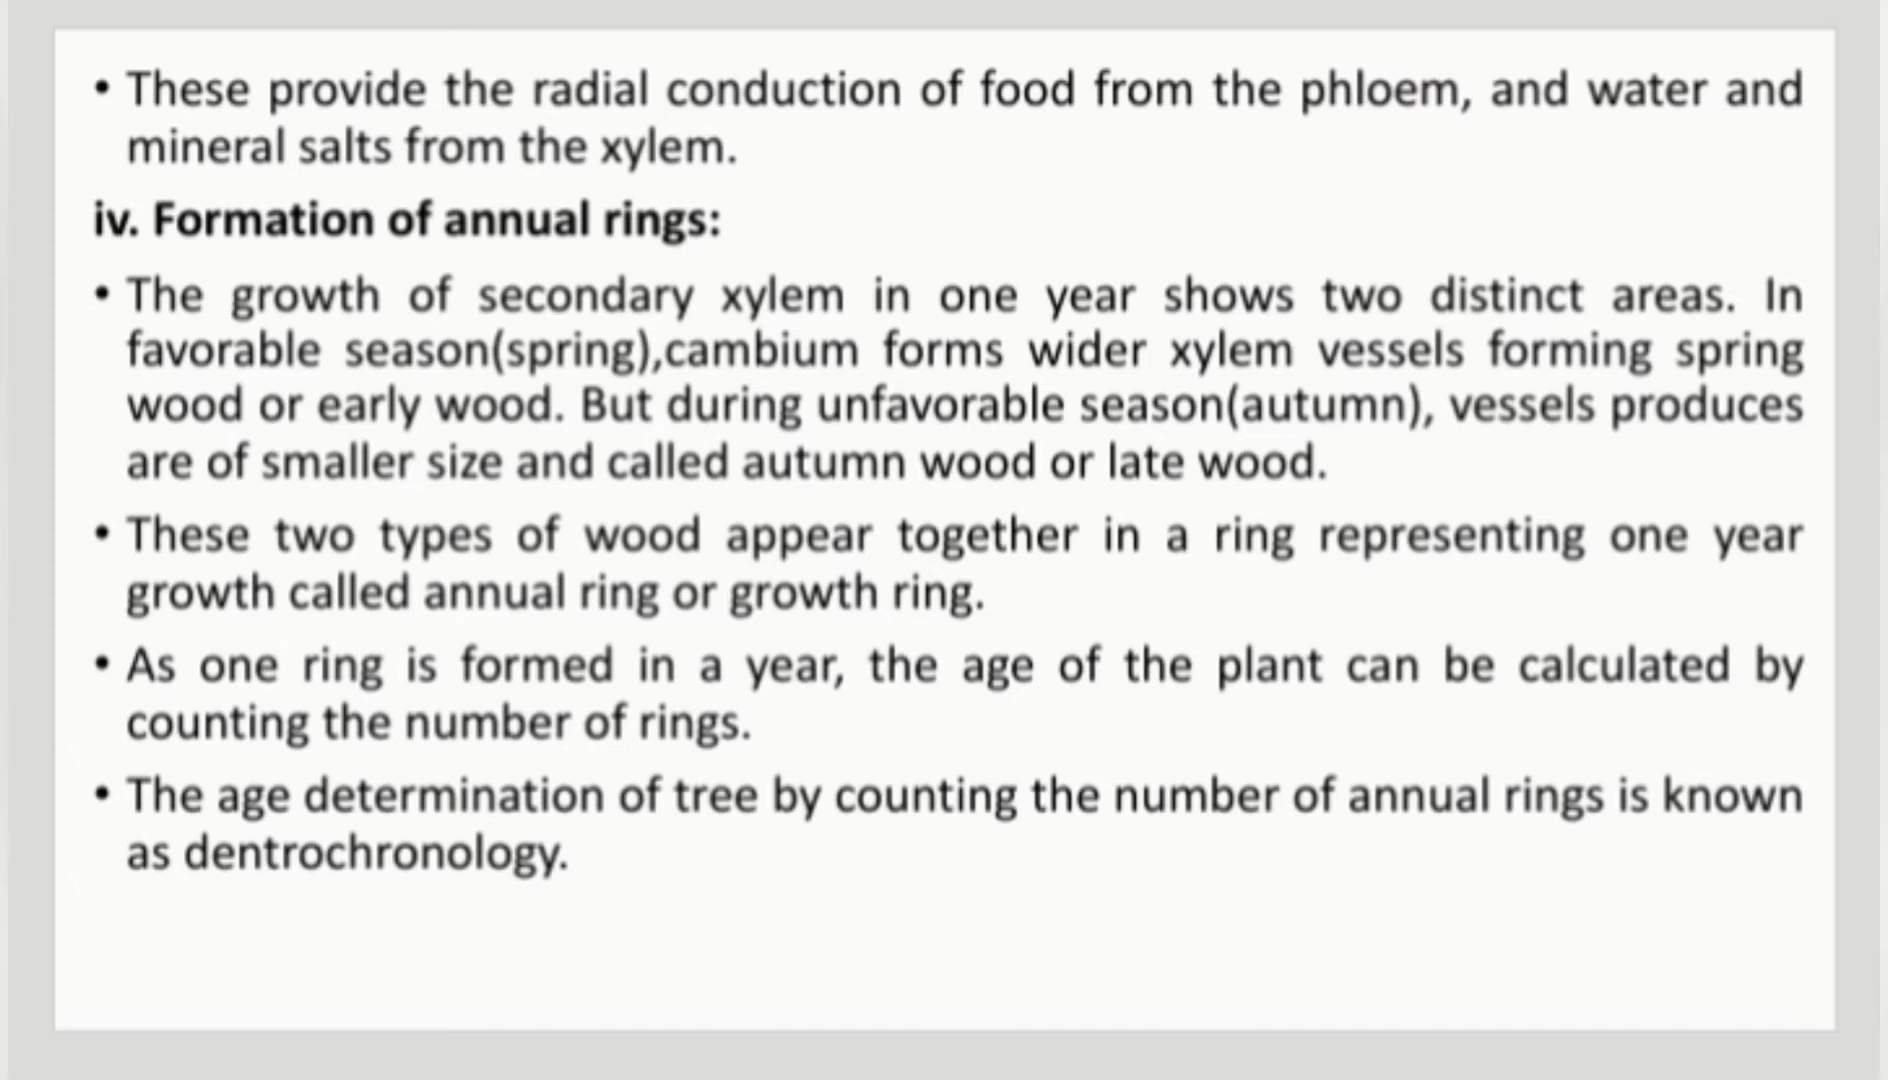 • These provide the radial conduction of food from the phloem, and water and
mineral salts from the xylem.
iv. Formation of annual rings:
• The growth of secondary xylem in one year shows two distinct areas. In
favorable season(spring),cambium forms wider xylem vessels forming spring
wood or early wood. But during unfavorable season(autumn), vessels produces
are of smaller size and called autumn wood or late wood.
• These two types of wood appear together in a ring representing one year
growth called annual ring or growth ring.
• As one ring is formed in a year, the age of the plant can be calculated by
counting the number of rings.
• The age determination of tree by counting the number of annual rings is known
as dentrochronology.